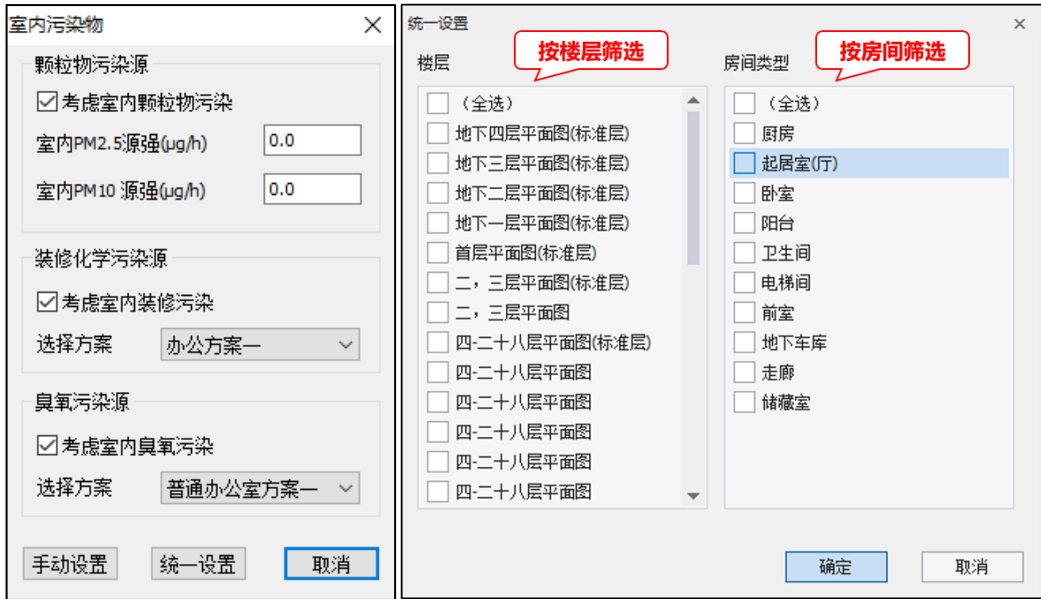 室内污染物
颗粒物污染源
考虑室内颗粒物污染
室内PM2.5源强(μg/h)
0.0
室内PM10 源强(μg/h)
0.0
装修化学污染源
考虑室内装修污染
选择方案
办公方案一
臭氧污染源
考虑室内臭氧污染
选择方案
普通办公室方案一
手动设置
统一设置
取消
统一设置
楼层
按楼层筛选
(全选)
地下四层平面图(标准层)
地下三层平面图(标准层)
地下二层平面图(标准层)
地下一层平面图(标准层)
首层平面图(标准层)
二，三层平面图(标准层)
二，三层平面图
四-二十八层平面图(标准层)
四-二十八层平面图
四-二十八层平面图
四-二十八层平面图
四-二十八层平面图
四-二十八层平面图
房间类型
按房间筛选
(全选)
厨房
起居室(厅)
卧室
阳台
卫生间
电梯间
前室
地下车库
走廊
储藏室
确定
取消